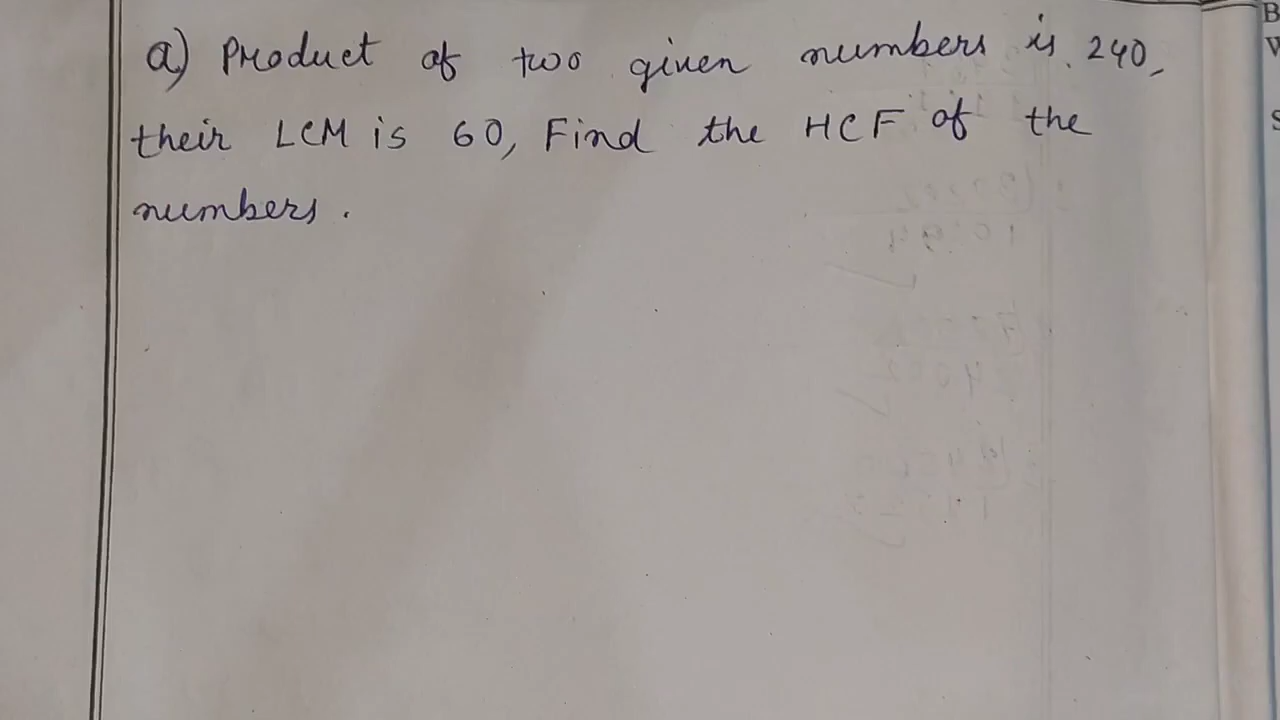 a) Product of two given numbers is 240,
their LCM is 60, Find the HCF of the
numbers.